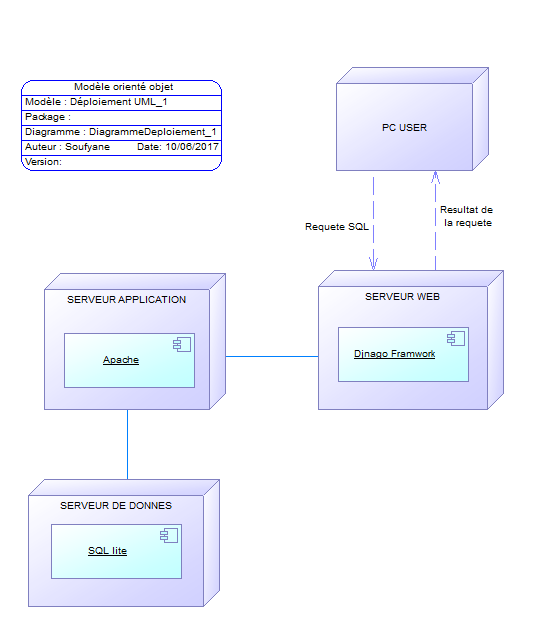 Modèle orienté objet
Modèle : Déploiement UML_1
Package :
Diagramme : DiagrammeDeploiement_1
Auteur : Soufyane Date: 10/06/2017
Version:
PC USER
Requete SQL
Resultat de
la requete
SERVEUR APPLICATION
Apache
SERVEUR WEB
Djnago Framwork
SERVEUR DE DONNES
SQL lite